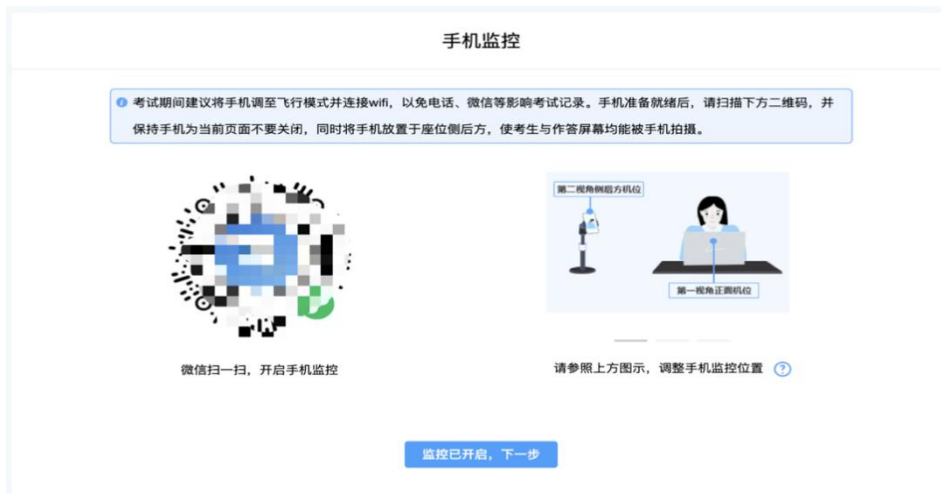 手机监控
考试期间建议将手机调至飞行模式并连接wifi，以免电话、微信等影响考试记录。手机准备就绪后，请扫描下方二维码，并
保持手机为当前页面不要关闭，同时将手机放置于座位侧后方，使考生与作答屏幕均能被手机拍摄。
第二视角侧后方机位
第一视角正面机位
微信扫一扫，开启手机监控
请参照上方图示，调整手机监控位置
监控已开启，下一步